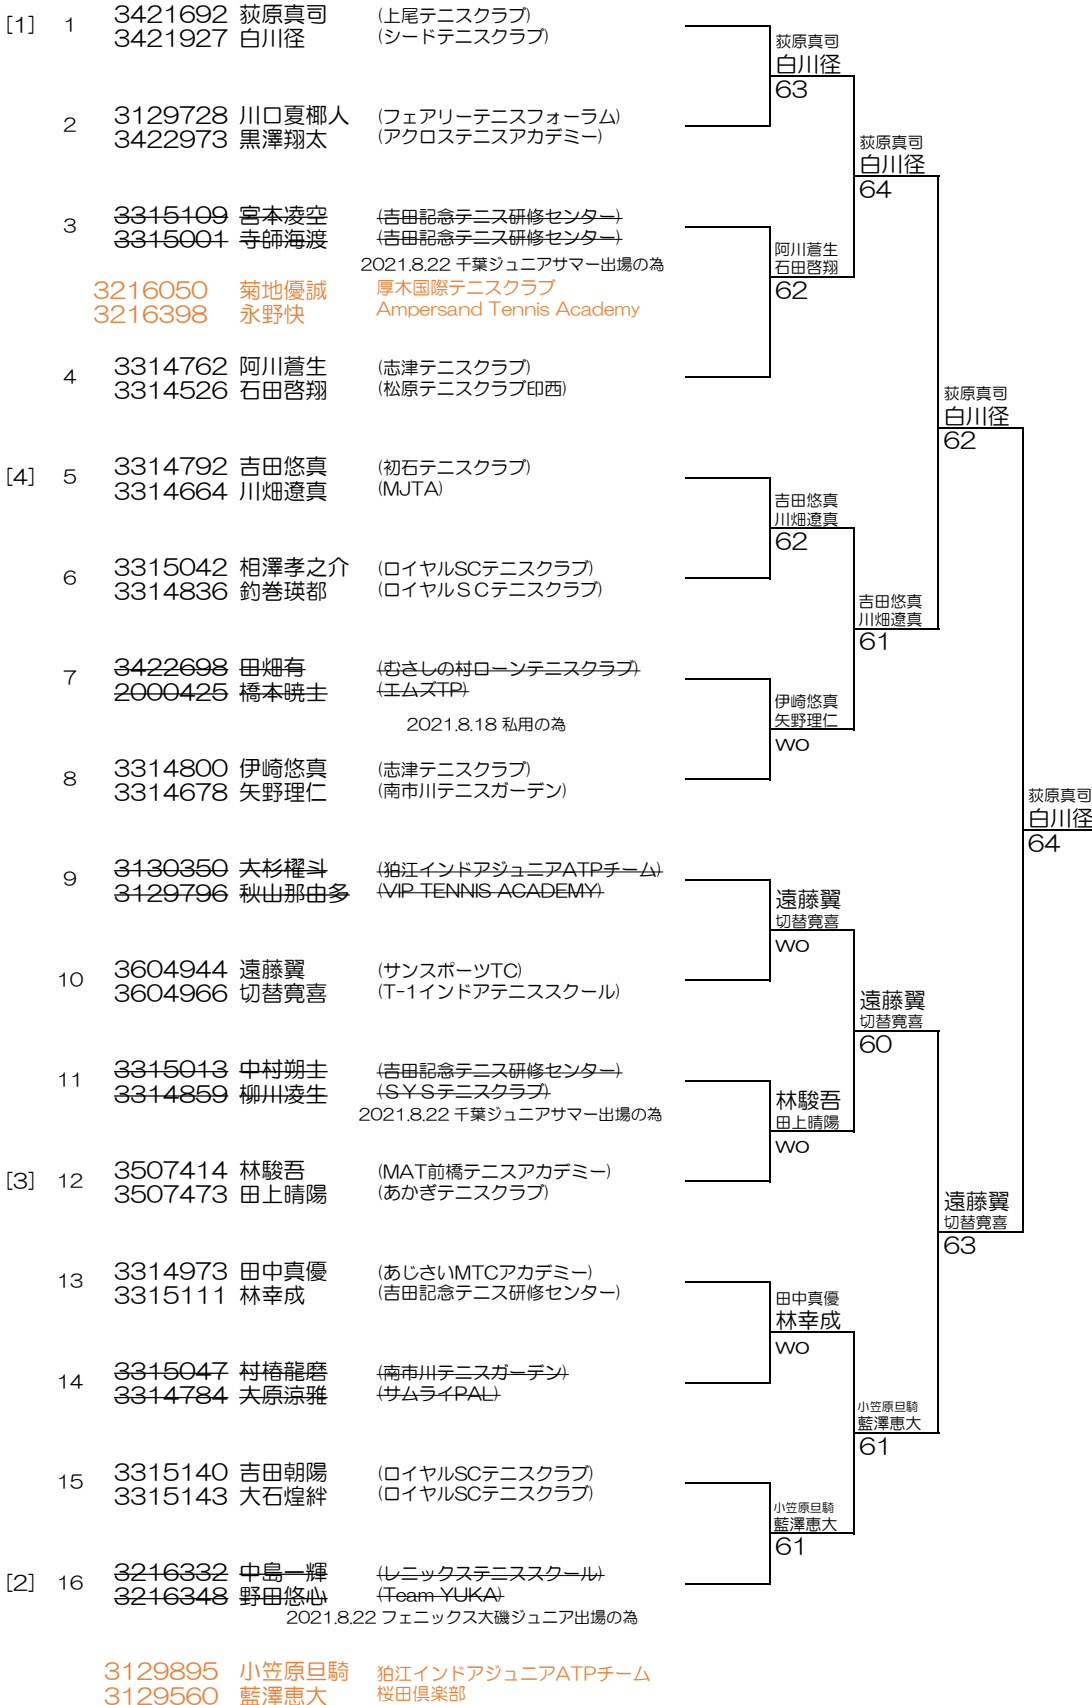 [1] 1 3421692 荻原真司 (上尾テニスクラブ)
3421927 白川径 (シードテニスクラブ)
荻原真司
白川径
63
2 3129728 川口夏梛人 (フェアリーテニスフォーラム)
3422973 黒澤翔太 (アクロステニスアカデミー)
荻原真司
白川径
64
3 3315109 宮本凌空 (吉田記念テニス研修センター)
3315001 寺師海渡 (吉田記念テニス研修センター)
2021.8.22 千葉ジュニアサマー出場の為
阿川蒼生
石田啓翔
62
3216050 菊地優誠 厚木国際テニスクラブ
3216398 永野快 Ampersand Tennis Academy
4 3314762 阿川蒼生 (志津テニスクラブ)
3314526 石田啓翔 (松原テニスクラブ印西)
荻原真司
白川径
62
[4] 5 3314792 吉田悠真 (初石テニスクラブ)
3314664 川畑遼真 (MJTA)
吉田悠真
川畑遼真
62
6 3315042 相澤孝之介 (ロイヤルSCテニスクラブ)
3314836 釣巻瑛都 (ロイヤルＳＣテニスクラブ)
吉田悠真
川畑遼真
61
7 3422698 田畑有 (むさしの村ローンテニスクラブ)
2000425 橋本暁士 (エムズTP)
2021.8.18 私用の為
伊崎悠真
矢野理仁
wo
8 3314800 伊崎悠真 (志津テニスクラブ)
3314678 矢野理仁 (南市川テニスガーデン)
荻原真司
白川径
64
9 3130350 大杉櫂斗 (狛江インドアジュニアATPチーム)
3129796 秋山那由多 (VIP TENNIS ACADEMY)
遠藤翼
切替寛喜
wo
10 3604944 遠藤翼 (サンスポーツTC)
3604966 切替寛喜 (T-1インドアテニススクール)
遠藤翼
切替寛喜
60
11 3315013 中村朔士 (吉田記念テニス研修センター)
3314859 柳川凌生 (ＳＹＳテニスクラブ)
2021.8.22 千葉ジュニアサマー出場の為
林駿吾
田上晴陽
wo
[3] 12 3507414 林駿吾 (MAT前橋テニスアカデミー)
3507473 田上晴陽 (あかぎテニスクラブ)
遠藤翼
切替寛喜
63
13 3314973 田中真優 (あじさいMTCアカデミー)
3315111 林幸成 (吉田記念テニス研修センター)
田中真優
林幸成
wo
14 3315047 村椿龍磨 (南市川テニスガーデン)
3314784 大原涼雅 (サムライPAL)
小笠原旦騎
藍澤恵大
61
15 3315140 吉田朝陽 (ロイヤルSCテニスクラブ)
3315143 大石煌絆 (ロイヤルSCテニスクラブ)
小笠原旦騎
藍澤恵大
61
[2] 16 3216332 中島一輝 (レニックステニススクール)
3216348 野田悠心 (Team YUKA)
2021.8.22 フェニックス大磯ジュニア出場の為
3129895 小笠原旦騎 狛江インドアジュニアATPチーム
3129560 藍澤恵大 桜田倶楽部